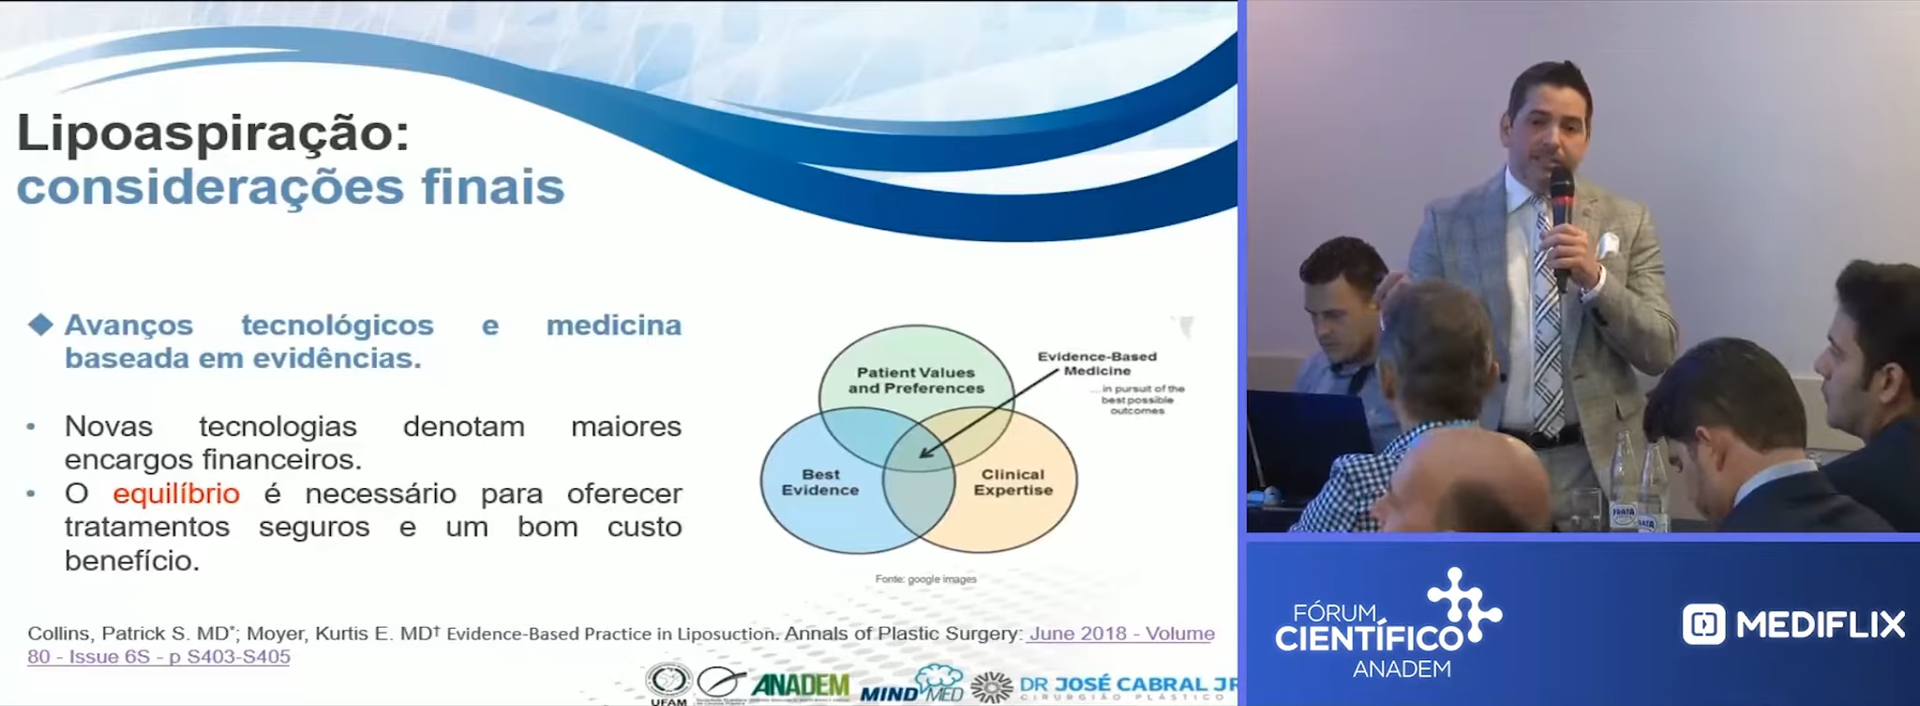 Lipoaspiração:
considerações finais
Avanços tecnológicos e medicina
baseada em evidências.
Novas tecnologias denotam maiores
encargos financeiros.
O equilíbrio é necessário para oferecer
tratamentos seguros e um bom custo
benefício.
Patient Values
and Preferences
Best
Evidence
Clinical
Expertise
Evidence-Based
Medicine
...in pursuit of the
best possible
outcomes
Fonte: google images
Collins, Patrick S. MD*; Moyer, Kurtis E. MD† Evidence-Based Practice in Liposuction. Annals of Plastic Surgery: June 2018 - Volume
80 - Issue 6S - p S403-S405
UFAM
ANADEM
MINDMED
DR JOSÉ CABRAL JR
CIRURGIÃO PLÁSTICO
PRATA
FÓRUM
CIENTÍFICO
ANADEM
MEDIFLIX